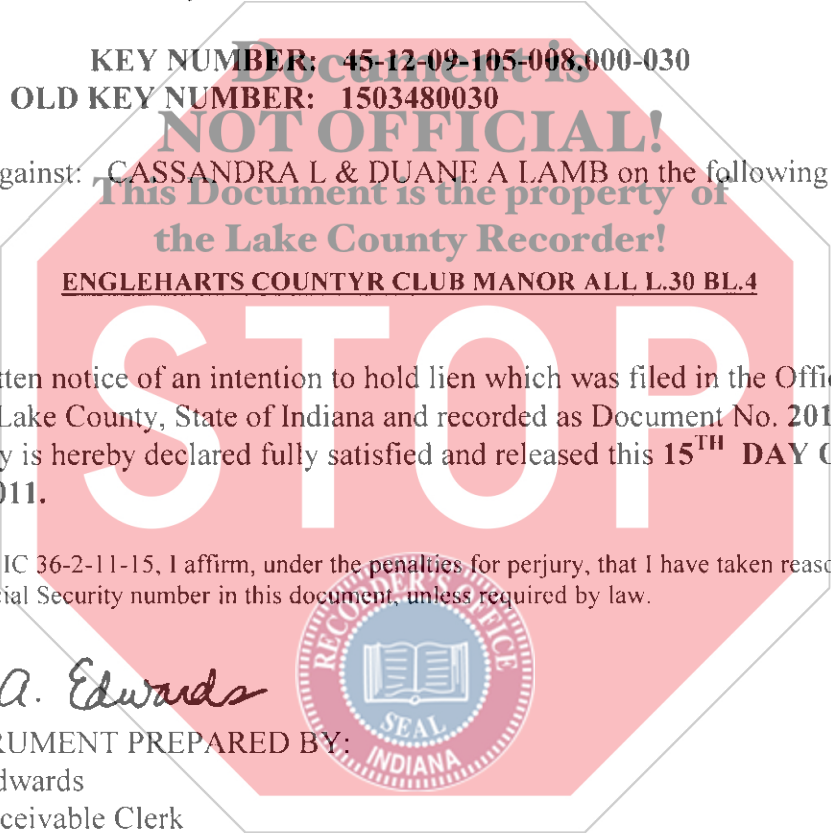 KEY NUMBER: 45-12-09-105-008.000-030
Document is
OLD KEY NUMBER: 1503480030
NOT OFFICIAL!
gainst: CASSANDRA L & DUANE A LAMB on the following
This Document is the property of
the Lake County Recorder!
ENGLEHARTS COUNTYR CLUB MANOR ALL L.30 BL.4
STOP
tten notice of an intention to hold lien which was filed in the Offic
Lake County, State of Indiana and recorded as Document No. 201
y is hereby declared fully satisfied and released this 15TH DAY O
011.
IC 36-2-11-15, I affirm, under the penalties for perjury, that I have taken reaso
cial Security number in this document, unless required by law.
RECORDER'S OFFICE
SEAL
INDIANA
a. Edwards
RUMENT PREPARED BY:
dwards
ceivable Clerk